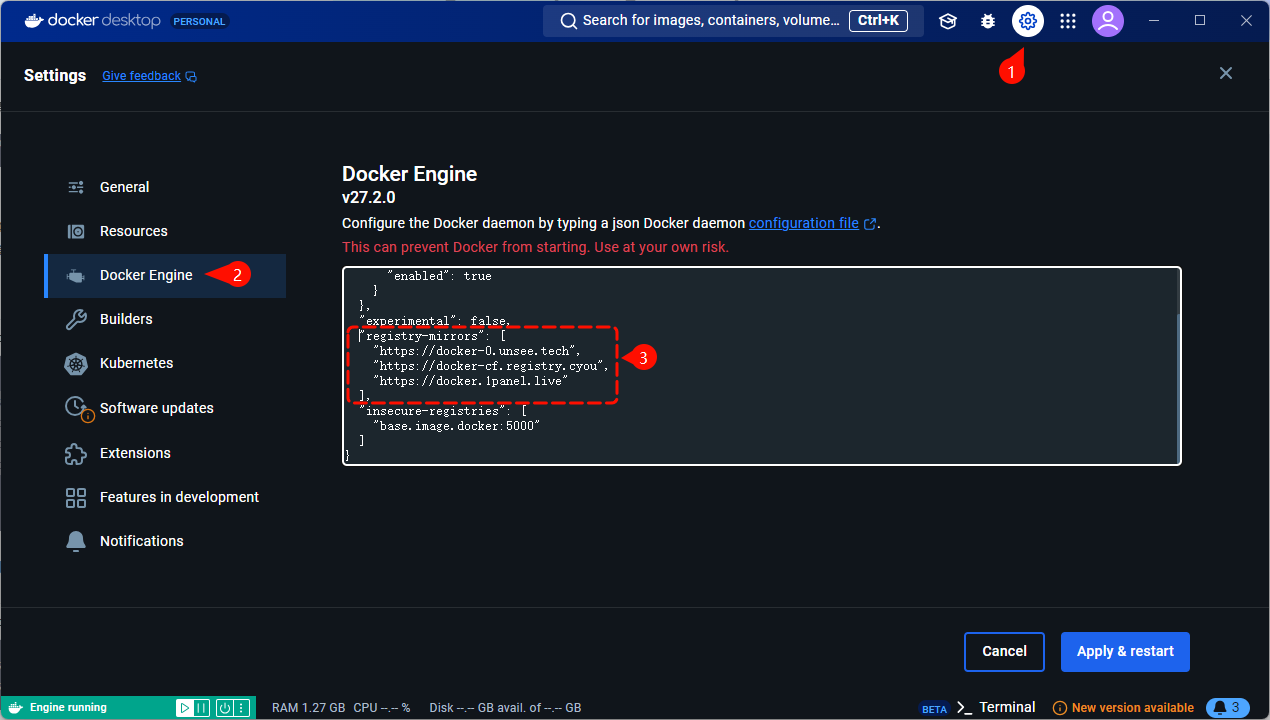 docker desktop PERSONAL
Search for images, containers, volume... Ctrl+K
1
Settings Give feedback
General
Resources
Docker Engine 2
Builders
Kubernetes
Software updates
Extensions
Features in development
Notifications
Docker Engine
v27.2.0
Configure the Docker daemon by typing a json Docker daemon configuration file.
This can prevent Docker from starting. Use at your own risk.
"enabled": true
}
},
"experimental": false,
"registry-mirrors": [
"https://docker-0.unsee.tech",
"https://docker-cf.registry.cyou",
"https://docker.1panel.live"
],
3
"insecure-registries": [
"base.image.docker:5000"
]
}
Cancel Apply & restart
Engine running RAM 1.27 GB CPU --.-- % Disk --.-- GB avail. of --.-- GB BETA >_ Terminal New version available 3